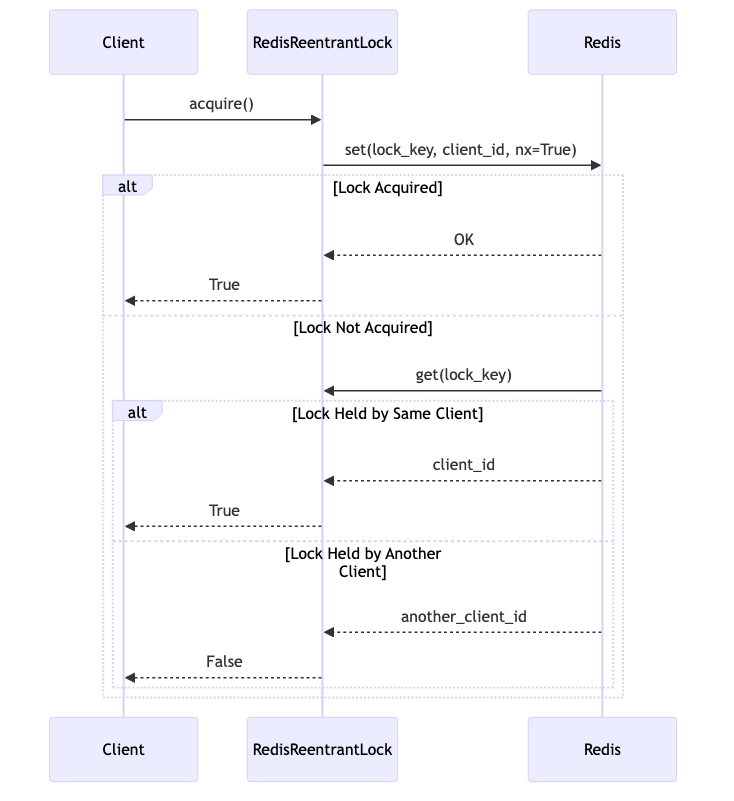 Client
RedisReentrantLock
Redis
acquire()
set(lock_key, client_id, nx=True)
alt
[Lock Acquired]
OK
True
[Lock Not Acquired]
get(lock_key)
alt
[Lock Held by Same Client]
client_id
True
[Lock Held by Another
Client]
another_client_id
False
Client
RedisReentrantLock
Redis